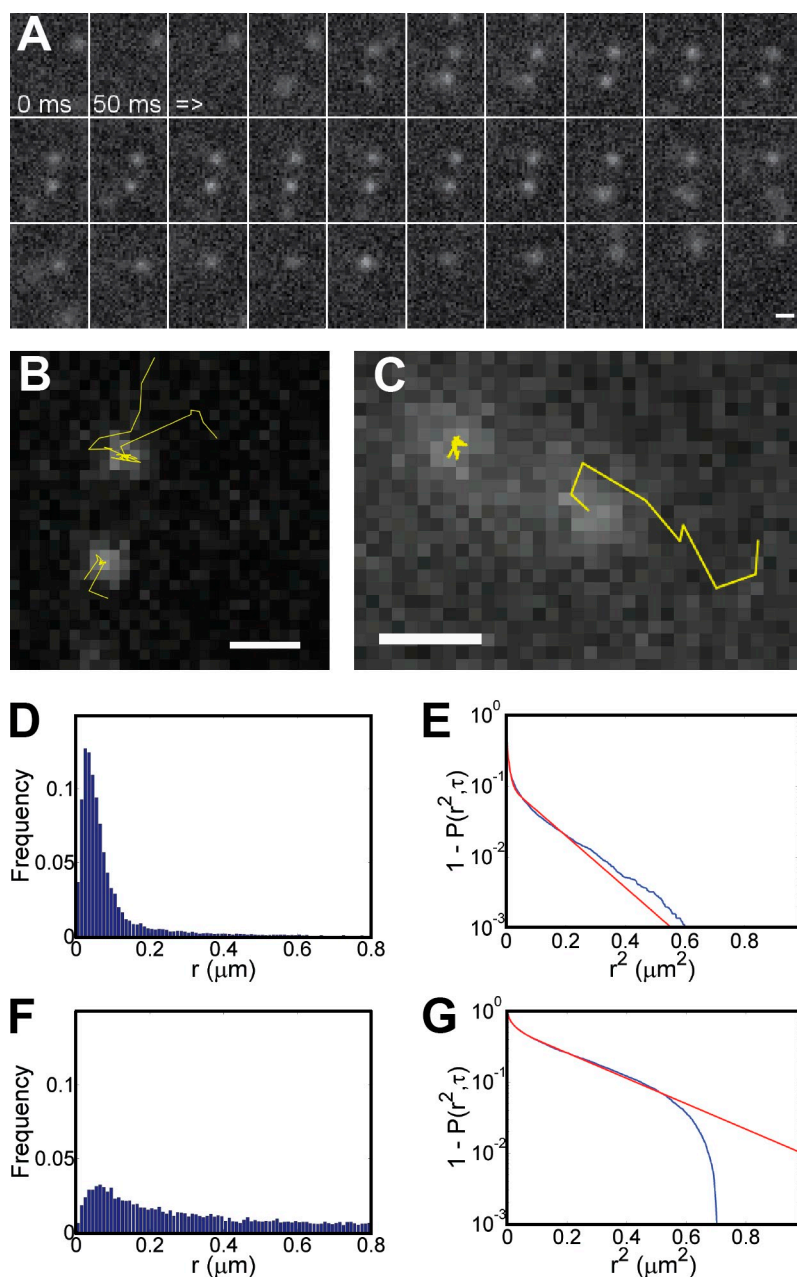 A
0 ms 50 ms =>
B
C
D
Frequency
0.1
0.05
0
0 0.2 0.4 0.6 0.8
r (μm)
E
1 - P(r²,τ)
10⁰
10⁻¹
10⁻²
10⁻³
0 0.2 0.4 0.6 0.8
r² (μm²)
F
Frequency
0.1
0.05
0
0 0.2 0.4 0.6 0.8
r (μm)
G
1 - P(r²,τ)
10⁰
10⁻¹
10⁻²
10⁻³
0 0.2 0.4 0.6 0.8
r² (μm²)